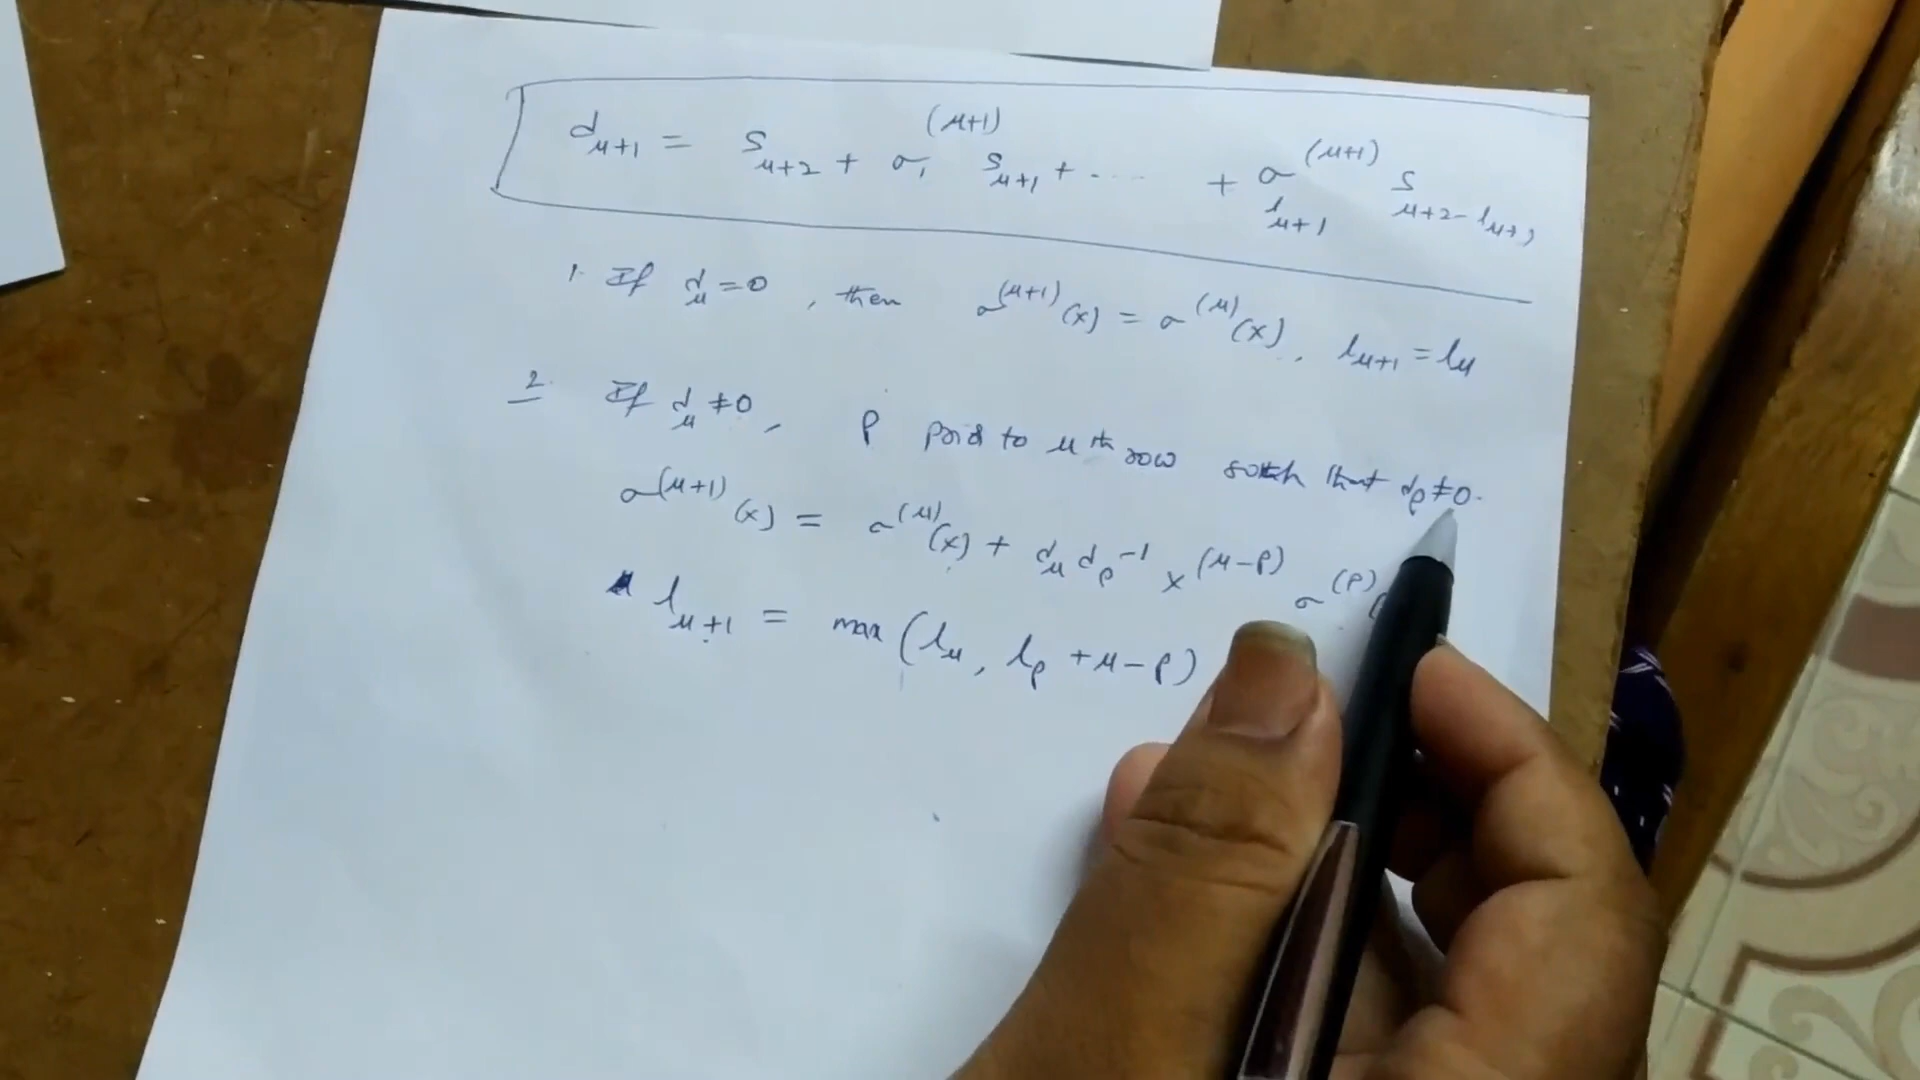 d_{μ+1} = S_{μ+2} + σ_1^{(μ+1)} S_{μ+1} + .... + σ_{l_{μ+1}}^{(μ+1)} S_{μ+2-l_{μ+1}}
1. If d_μ = 0, then σ^{(μ+1)}(x) = σ^{(μ)}(x), l_{μ+1} = l_μ
2. If d_μ ≠ 0, ρ prior to μth row such that d_ρ ≠ 0.
σ^{(μ+1)}(x) = σ^{(μ)}(x) + d_μ d_ρ^{-1} x^{(μ-ρ)} σ^{(ρ)}(
l_{μ+1} = max(l_μ, l_ρ + μ - ρ)